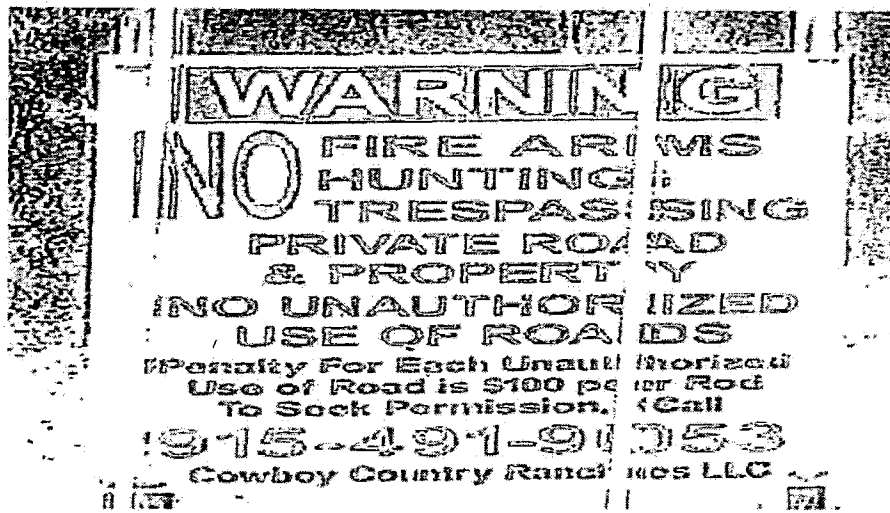 WARNING
NO FIRE ARMS
HUNTING
TRESPASSING
PRIVATE ROAD
& PROPERTY
NO UNAUTHORIZED
USE OF ROADS
Penalty For Each Unauthorized
Use of Road is $100 per Rod
To Seek Permission, Call
915-491-9053
Cowboy Country Ranches LLC